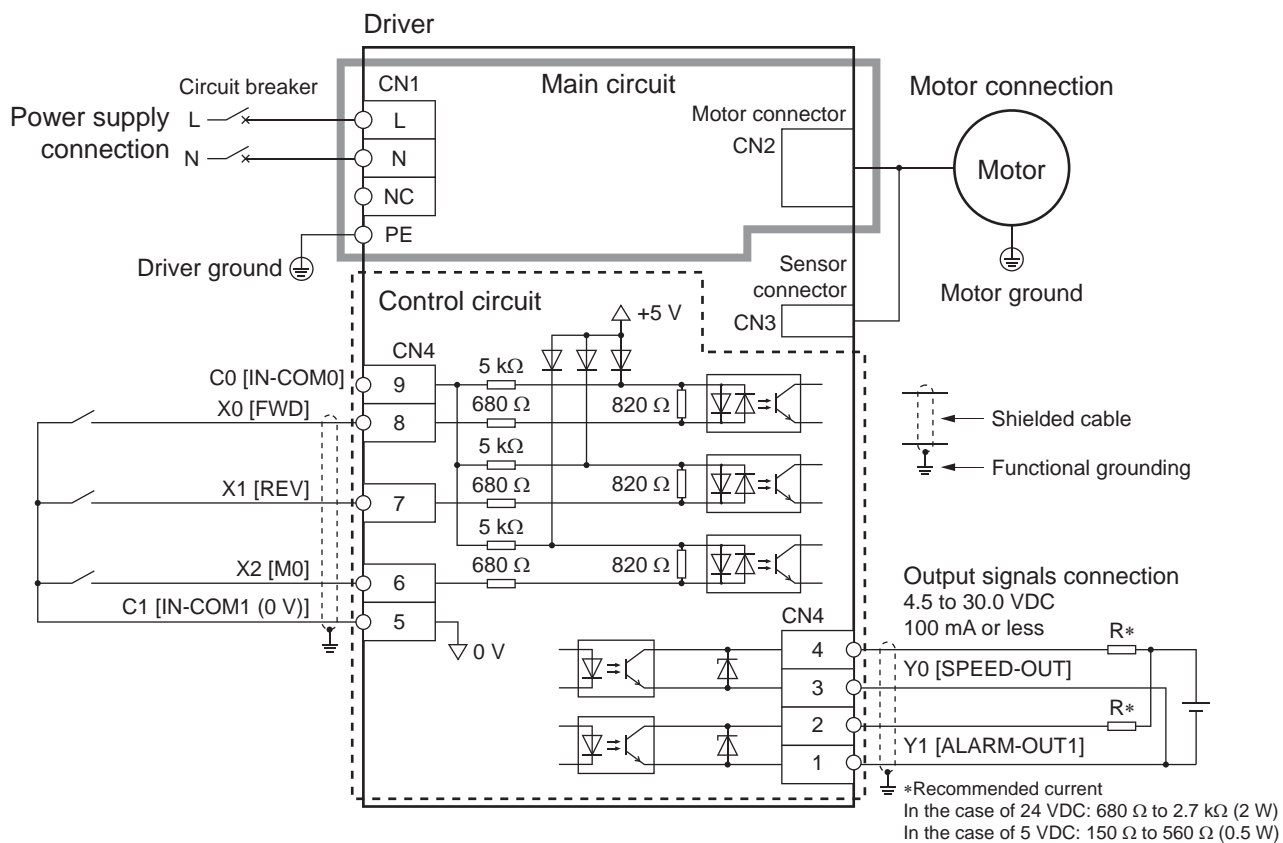 Driver
Circuit breaker
CN1
Main circuit
Motor connection
Power supply
connection
L
L
N
N
NC
PE
Motor connector
CN2
Motor
Driver ground
Sensor
connector
CN3
Motor ground
Control circuit
+5 V
CN4
C0 [IN-COM0]
9
5 kΩ
X0 [FWD]
8
680 Ω
820 Ω
Shielded cable
Functional grounding
5 kΩ
X1 [REV]
7
680 Ω
820 Ω
5 kΩ
X2 [M0]
6
680 Ω
820 Ω
C1 [IN-COM1 (0 V)]
5
0 V
Output signals connection
4.5 to 30.0 VDC
100 mA or less
CN4
R*
4
Y0 [SPEED-OUT]
3
R*
2
Y1 [ALARM-OUT1]
1
*Recommended current
In the case of 24 VDC: 680 Ω to 2.7 kΩ (2 W)
In the case of 5 VDC: 150 Ω to 560 Ω (0.5 W)